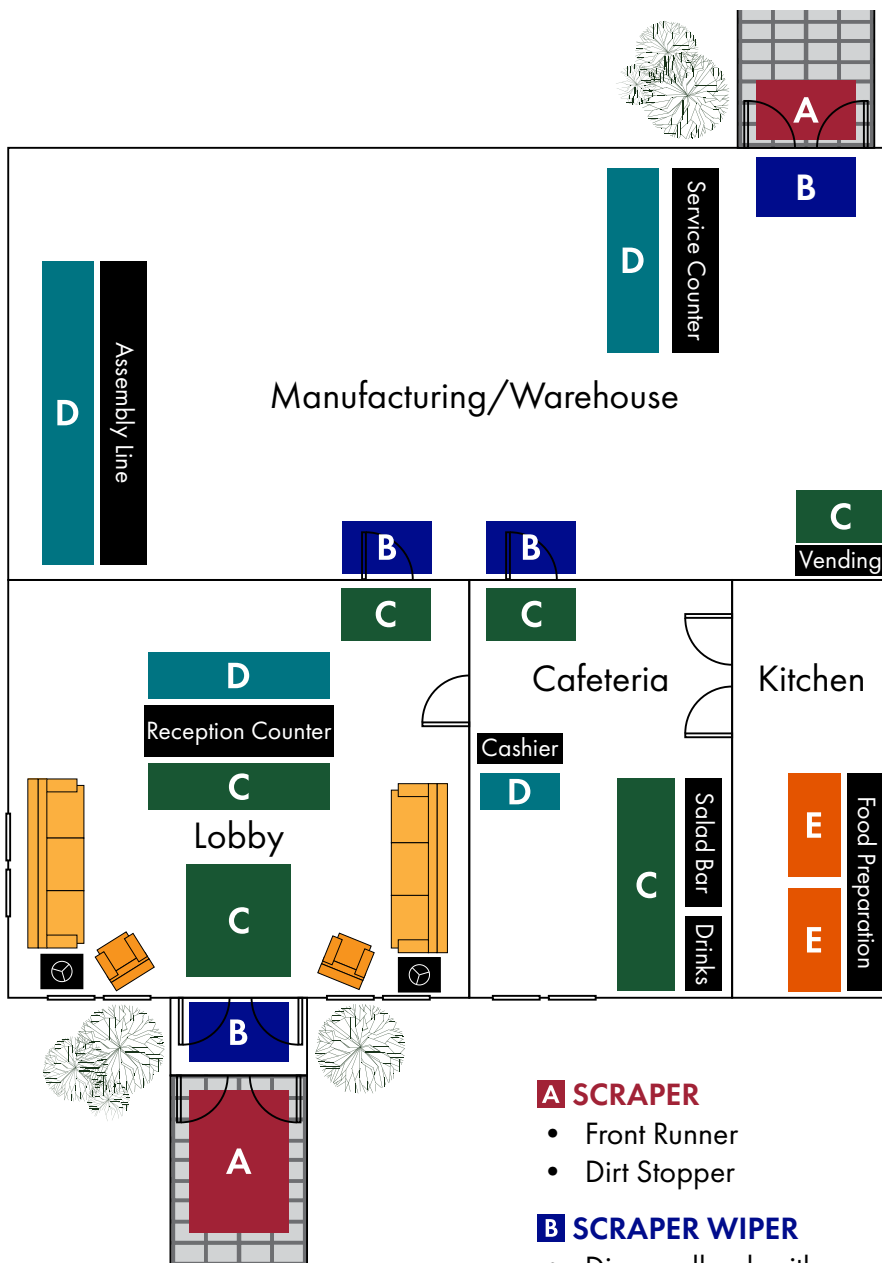 A
B
D
Service Counter
D
Assembly Line
Manufacturing/Warehouse
C
Vending
B
B
C
C
D
Reception Counter
C
Lobby
C
Cafeteria
Kitchen
Cashier
D
C
Salad Bar
Drinks
E
E
Food Preparation
B
A
A SCRAPER
• Front Runner
• Dirt Stopper
B SCRAPER WIPER